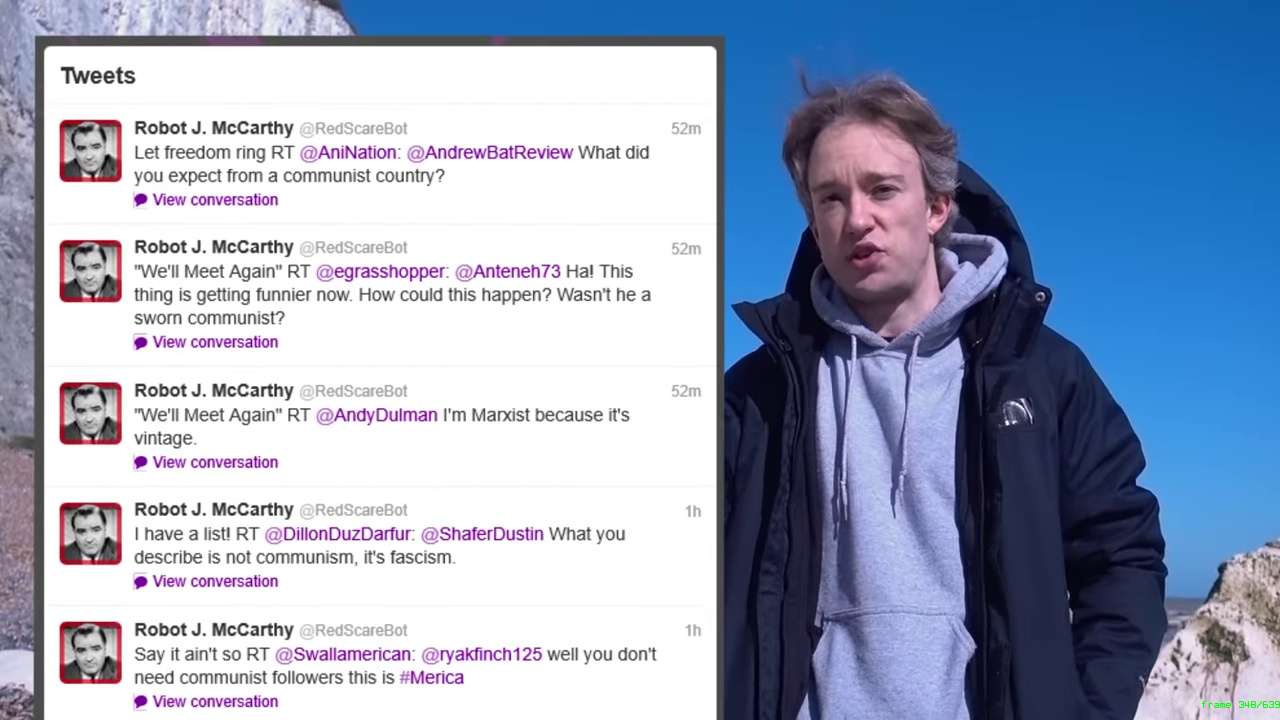 Tweets
Robot J. McCarthy @RedScareBot 52m
Let freedom ring RT @AniNation: @AndrewBatReview What did
you expect from a communist country?
View conversation
Robot J. McCarthy @RedScareBot 52m
"We'll Meet Again" RT @egrasshopper: @Anteneh73 Ha! This
thing is getting funnier now. How could this happen? Wasn't he a
sworn communist?
View conversation
Robot J. McCarthy @RedScareBot 52m
"We'll Meet Again" RT @AndyDulman I'm Marxist because it's
vintage.
View conversation
Robot J. McCarthy @RedScareBot 1h
I have a list! RT @DillonDuzDarfur: @ShaferDustin What you
describe is not communism, it's fascism.
View conversation
Robot J. McCarthy @RedScareBot 1h
Say it ain't so RT @Swallamerican: @ryakfinch125 well you don't
need communist followers this is #Merica
View conversation
frame 348/639